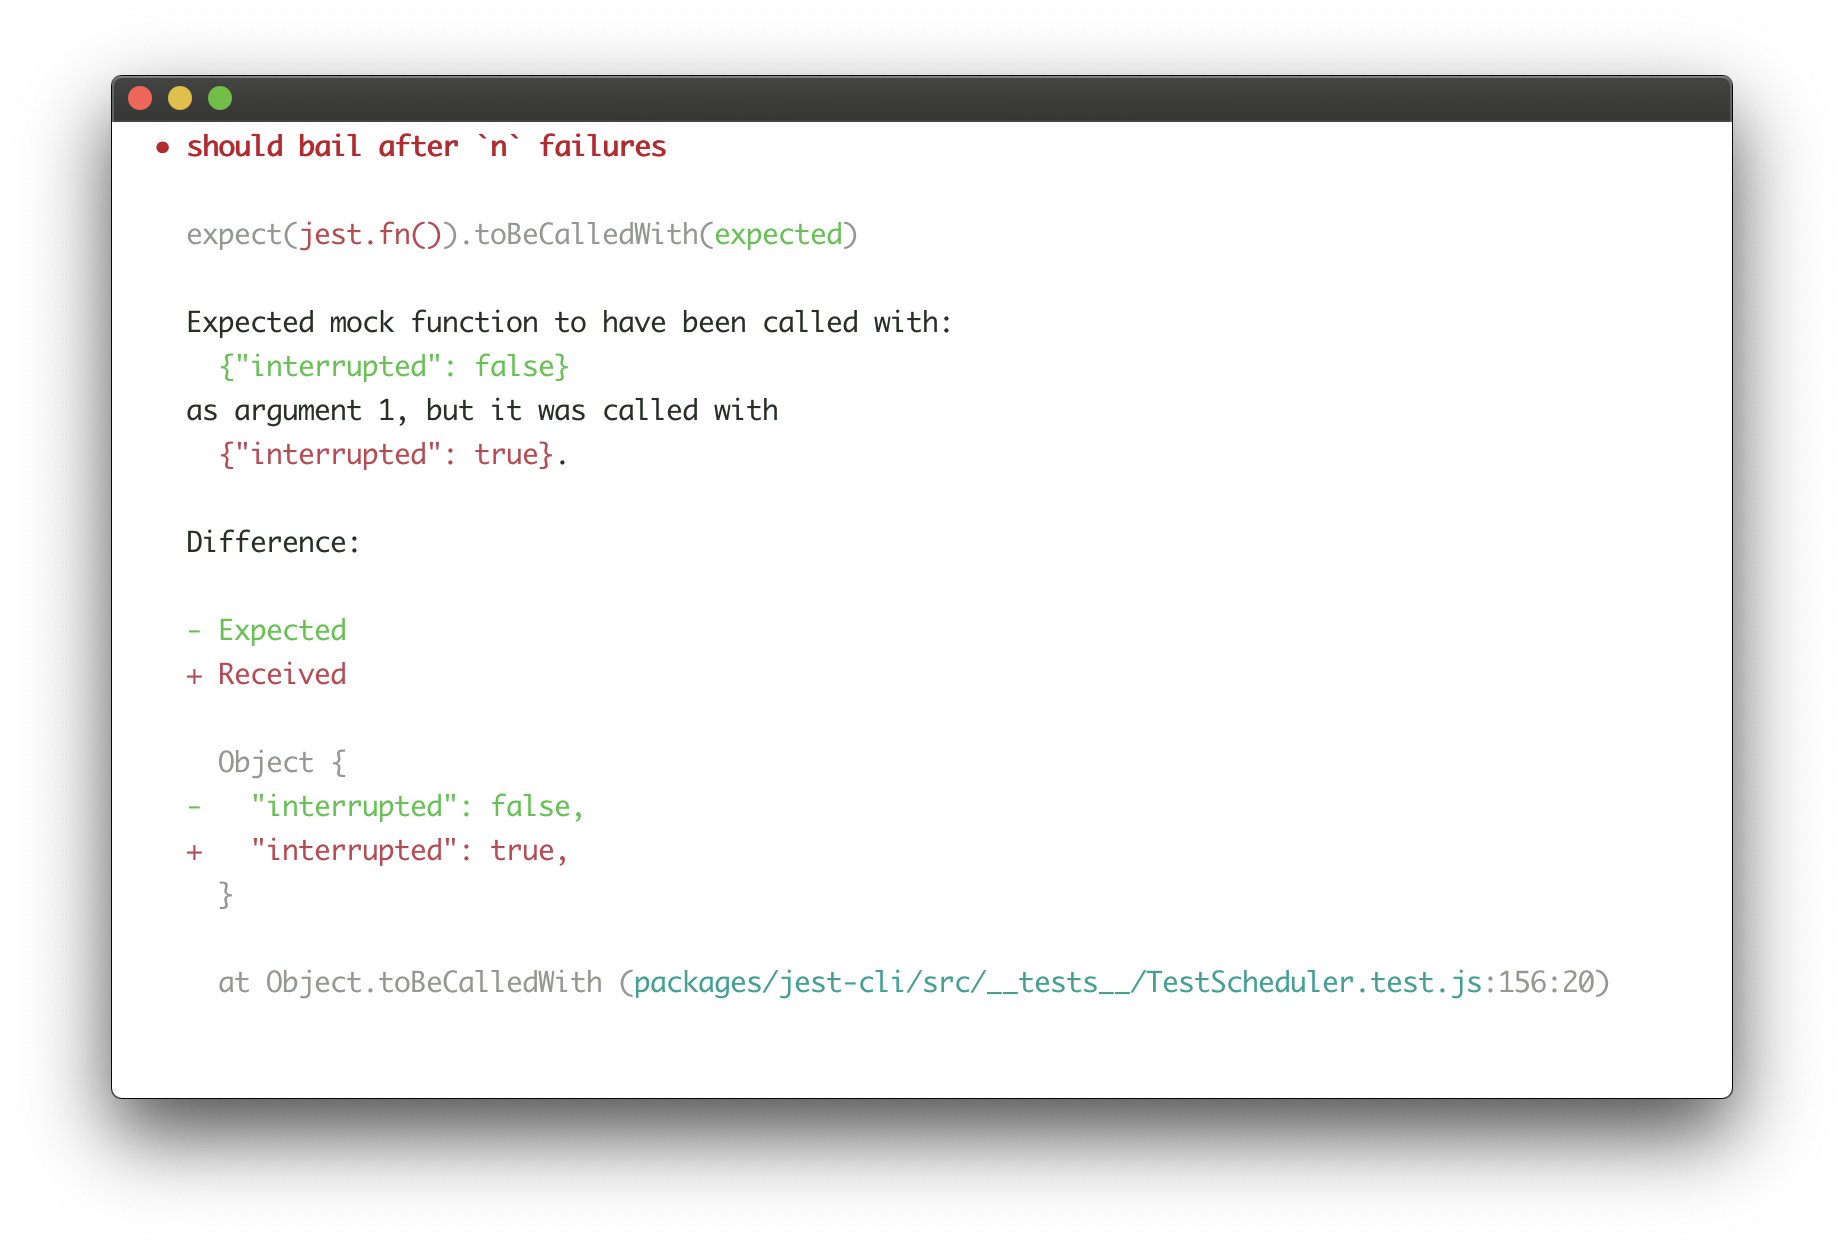 • should bail after `n` failures
expect(jest.fn()).toBeCalledWith(expected)
Expected mock function to have been called with:
{"interrupted": false}
as argument 1, but it was called with
{"interrupted": true}.
Difference:
- Expected
+ Received
Object {
-   "interrupted": false,
+   "interrupted": true,
}
at Object.toBeCalledWith (packages/jest-cli/src/__tests__/TestScheduler.test.js:156:20)